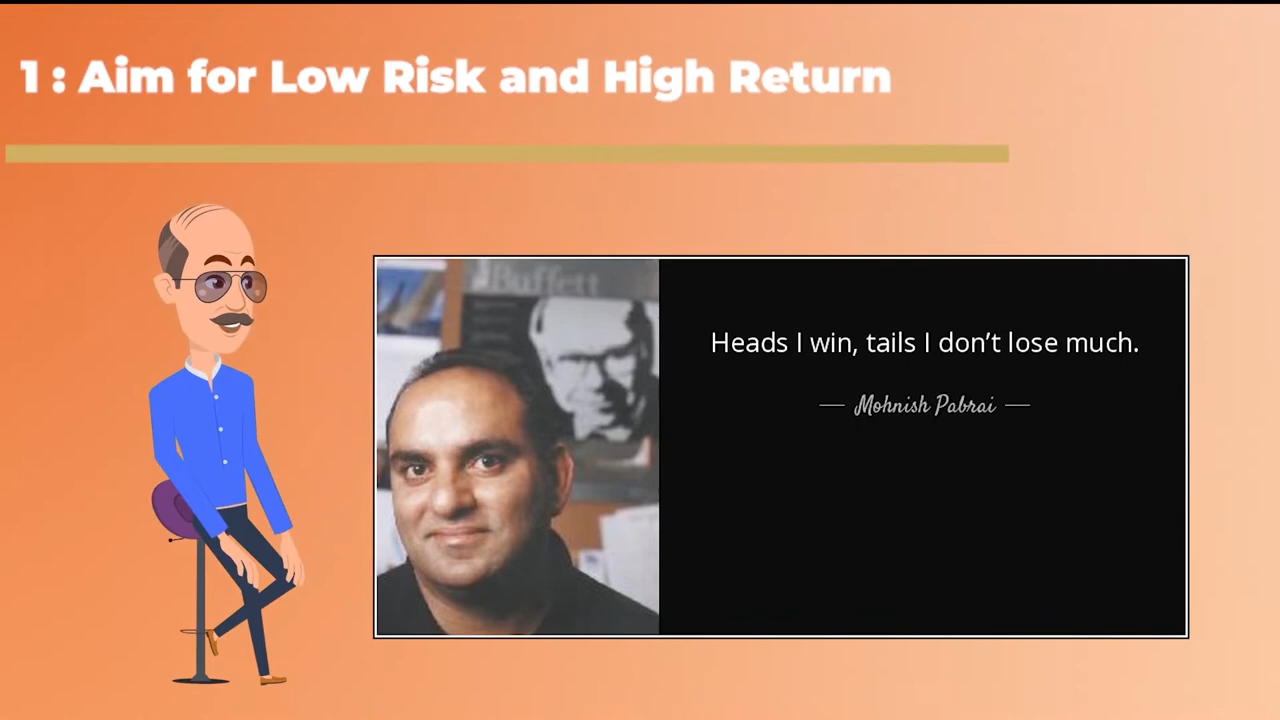 1 : Aim for Low Risk and High Return
Buffett
Heads I win, tails I don’t lose much.
— Mohnish Pabrai —